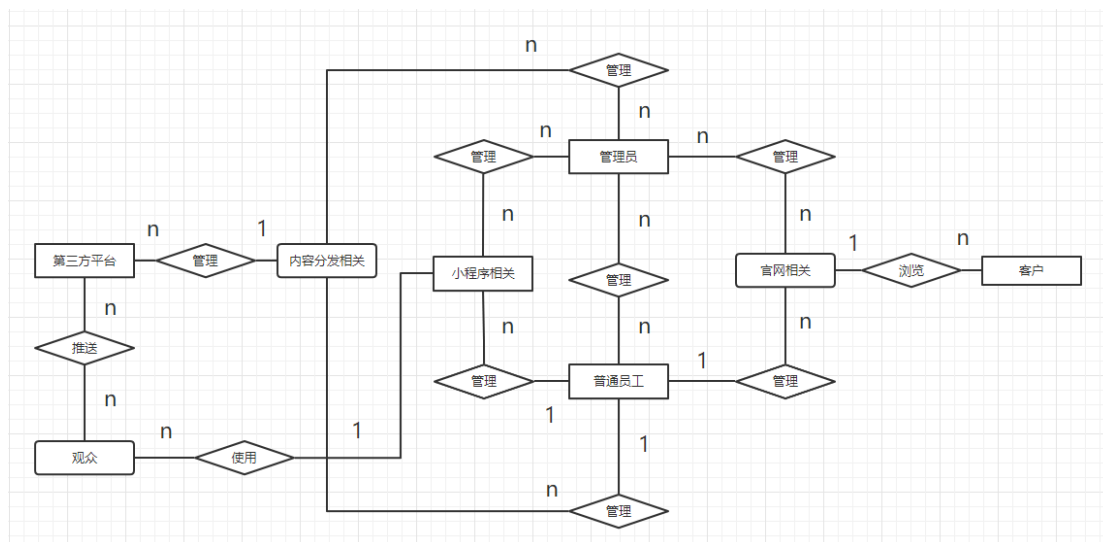 n
管理
n
n
管理
管理员
n
管理
n
n
n
n
1
n
1
n
第三方平台
管理
内容分发相关
小程序相关
管理
官网相关
浏览
客户
n
n
n
n
推送
1
管理
普通员工
管理
n
1
n
1
1
观众
使用
n
管理